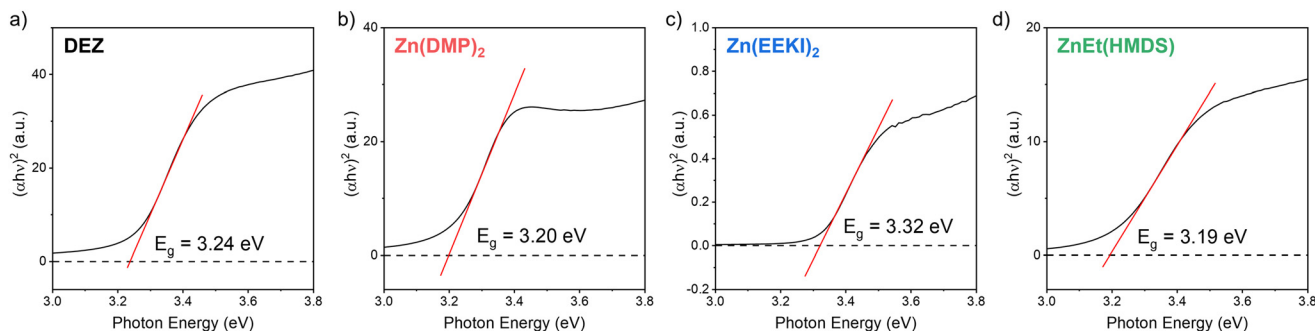 a)
DEZ
(αhν)² (a.u.)
40
20
0
E_g = 3.24 eV
3.0 3.2 3.4 3.6 3.8
Photon Energy (eV)
b)
Zn(DMP)₂
(αhν)² (a.u.)
40
20
0
E_g = 3.20 eV
3.0 3.2 3.4 3.6 3.8
Photon Energy (eV)
c)
Zn(EEKI)₂
(αhν)² (a.u.)
1.0
0.8
0.6
0.4
0.2
0.0
-0.2
E_g = 3.32 eV
3.0 3.2 3.4 3.6 3.8
Photon Energy (eV)
d)
ZnEt(HMDS)
(αhν)² (a.u.)
20
10
0
E_g = 3.19 eV
3.0 3.2 3.4 3.6 3.8
Photon Energy (eV)